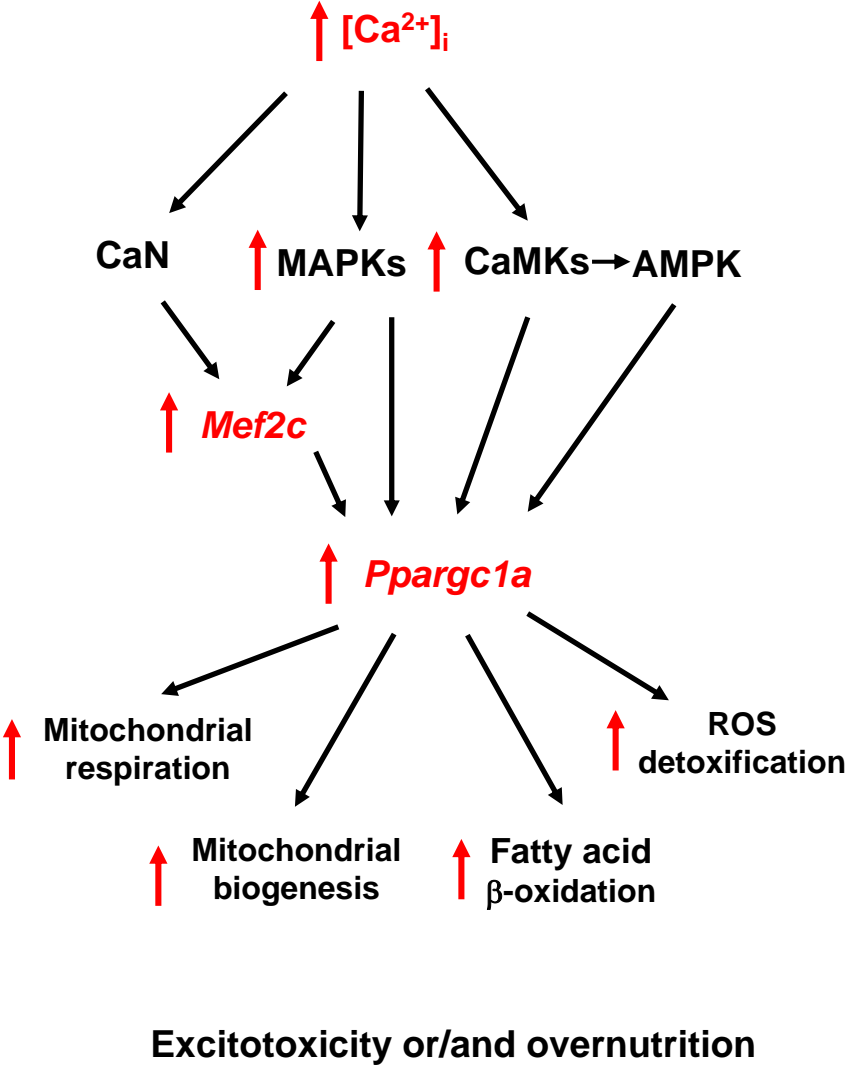 [Ca²⁺]ᵢ
CaN
MAPKs
CaMKs
AMPK
Mef2c
Ppargc1a
Mitochondrial
respiration
ROS
detoxification
Mitochondrial
biogenesis
Fatty acid
β-oxidation
Excitotoxicity or/and overnutrition